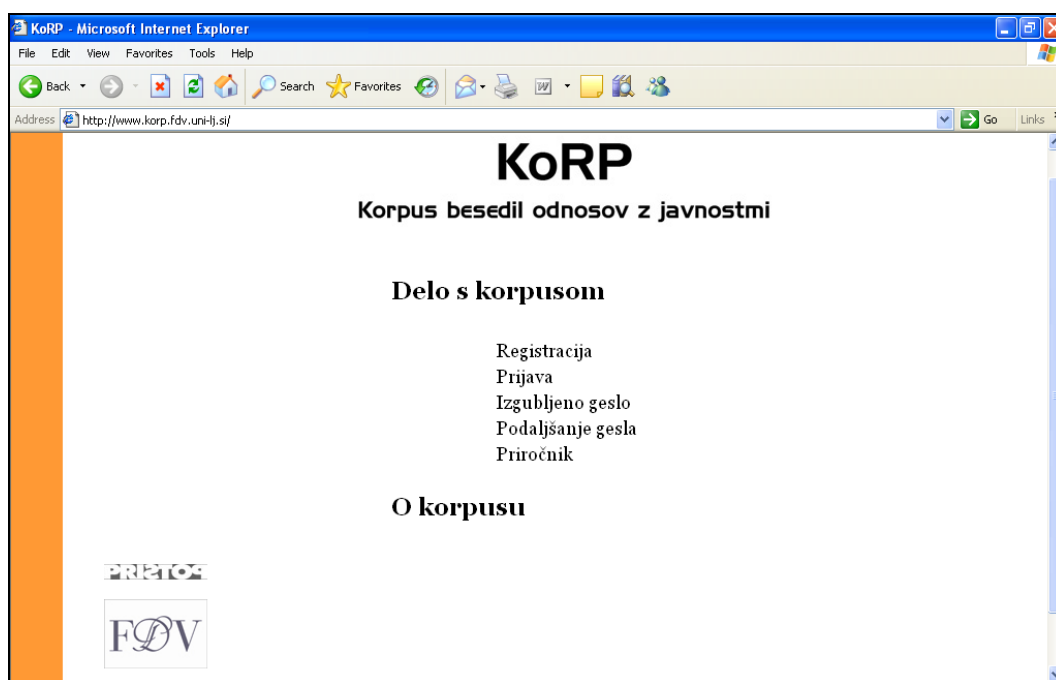 KoRP - Microsoft Internet Explorer
File Edit View Favorites Tools Help
Back Search Favorites
Address http://www.korp.fdv.uni-lj.si/ Go Links
KoRP
Korpus besedil odnosov z javnostmi
Delo s korpusom
Registracija
Prijava
Izgubljeno geslo
Podaljšanje gesla
Priročnik
O korpusu
PRISTOP
FDV